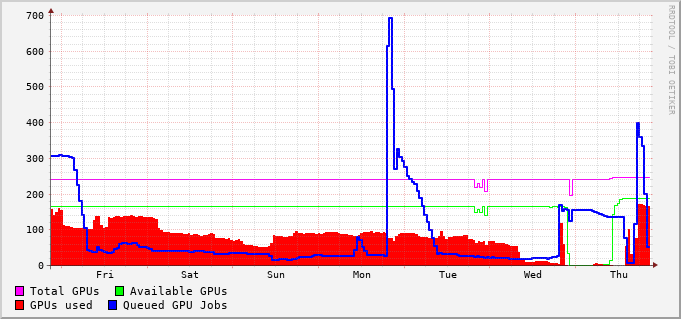 700
600
500
400
300
200
100
0
Fri Sat Sun Mon Tue Wed Thu
Total GPUs Available GPUs
GPUs used Queued GPU Jobs
RRDTOOL / TOBI OETIKER